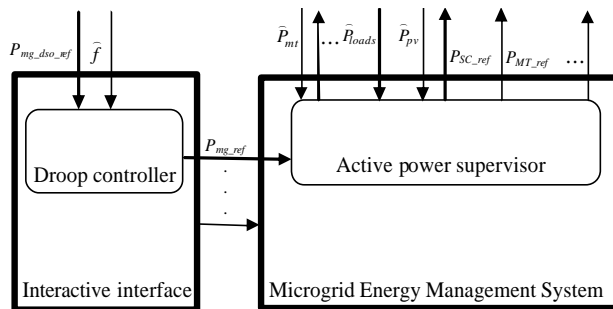 P_mg_dso_ref f̂ P̂_mt ... P̂_loads P̂_pv P_SC_ref P_MT_ref ...
P_mg_ref
Droop controller
Active power supervisor
.
.
.
Interactive interface
Microgrid Energy Management System